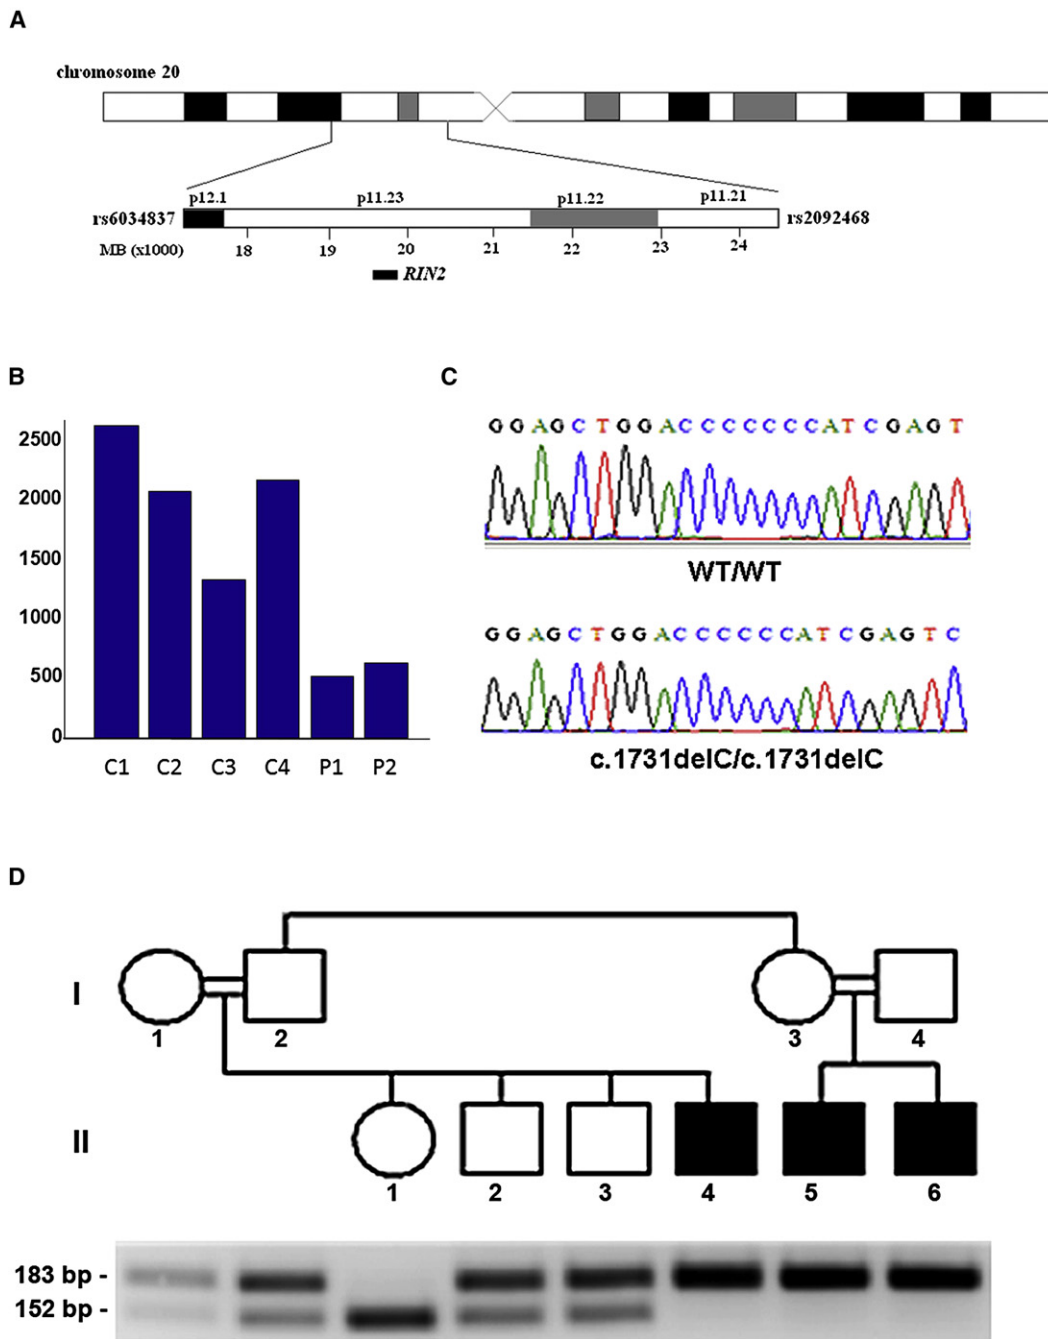 A
chromosome 20
p12.1 p11.23 p11.22 p11.21
rs6034837 rs2092468
MB (x1000) 18 19 20 21 22 23 24
RIN2
B
2500
2000
1500
1000
500
0
C1 C2 C3 C4 P1 P2
C
G G A G C T G G A C C C C C C C A T C G A G T
WT/WT
G G A G C T G G A C C C C C C A T C G A G T C
c.1731delC/c.1731delC
D
I
1 2 3 4
II
1 2 3 4 5 6
183 bp -
152 bp -